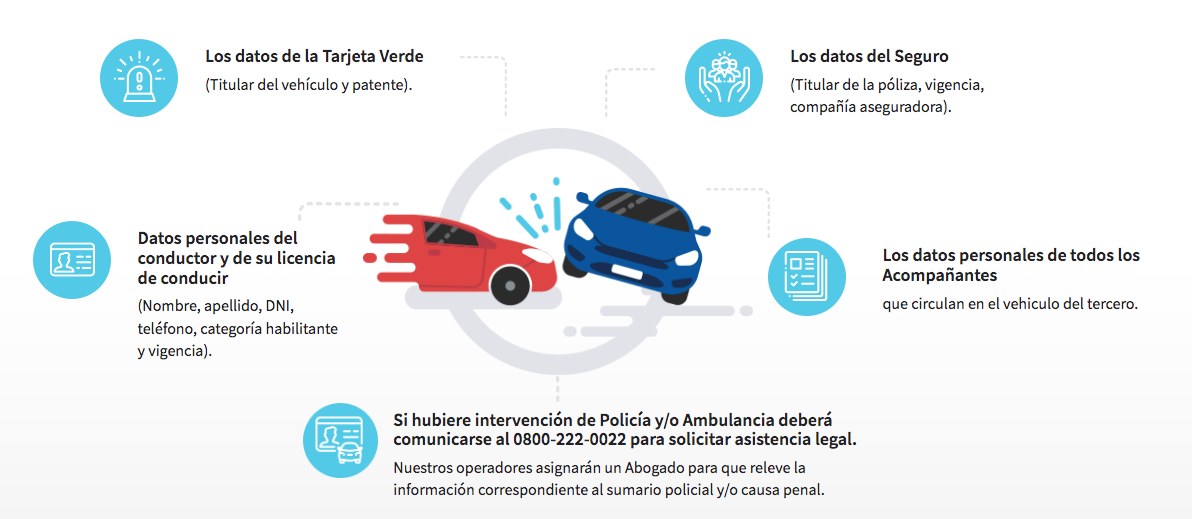 Los datos de la Tarjeta Verde
(Titular del vehículo y patente).
Los datos del Seguro
(Titular de la póliza, vigencia,
compañía aseguradora).
Datos personales del
conductor y de su licencia
de conducir
(Nombre, apellido, DNI,
teléfono, categoría habilitante
y vigencia).
Los datos personales de todos los
Acompañantes
que circulan en el vehiculo del tercero.
Si hubiere intervención de Policía y/o Ambulancia deberá
comunicarse al 0800-222-0022 para solicitar asistencia legal.
Nuestros operadores asignarán un Abogado para que releve la
información correspondiente al sumario policial y/o causa penal.